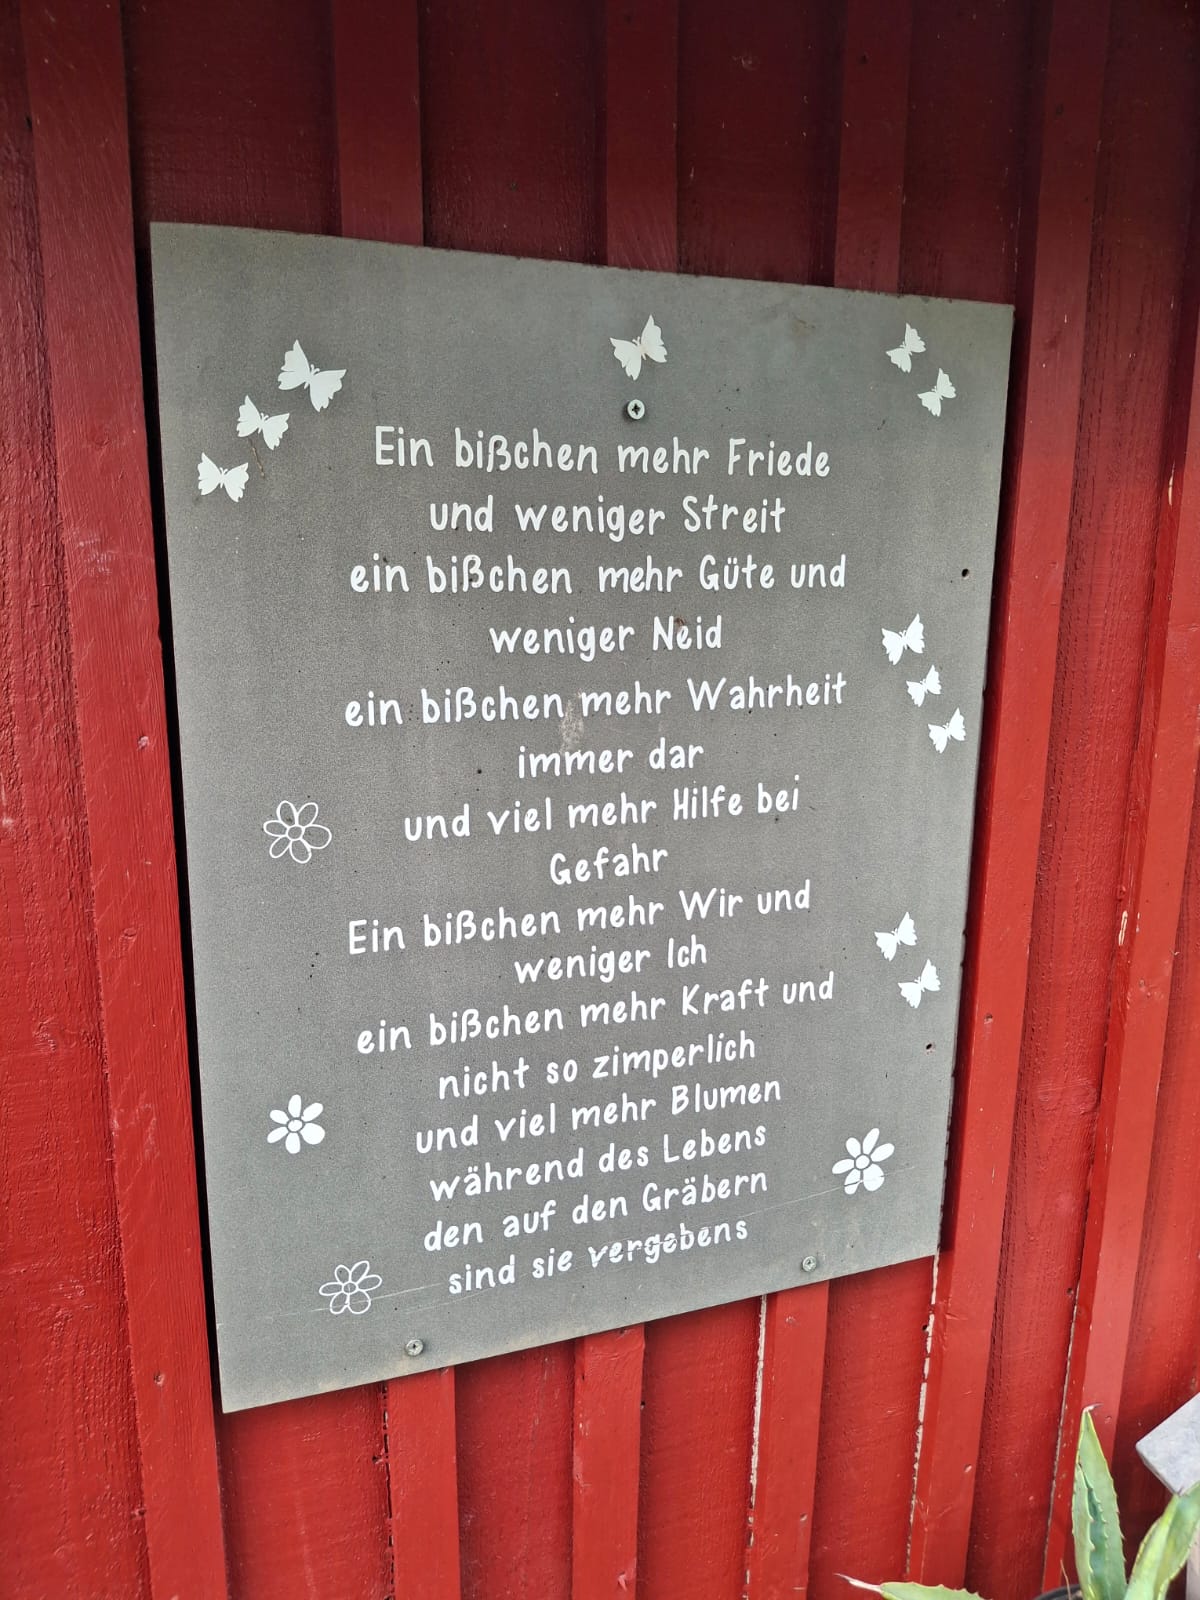 Ein bißchen mehr Friede
und weniger Streit
ein bißchen mehr Güte und
weniger Neid
ein bißchen mehr Wahrheit
immer dar
und viel mehr Hilfe bei
Gefahr
Ein bißchen mehr Wir und
weniger Ich
ein bißchen mehr Kraft und
nicht so zimperlich
und viel mehr Blumen
während des Lebens
den auf den Gräbern
sind sie vergebens